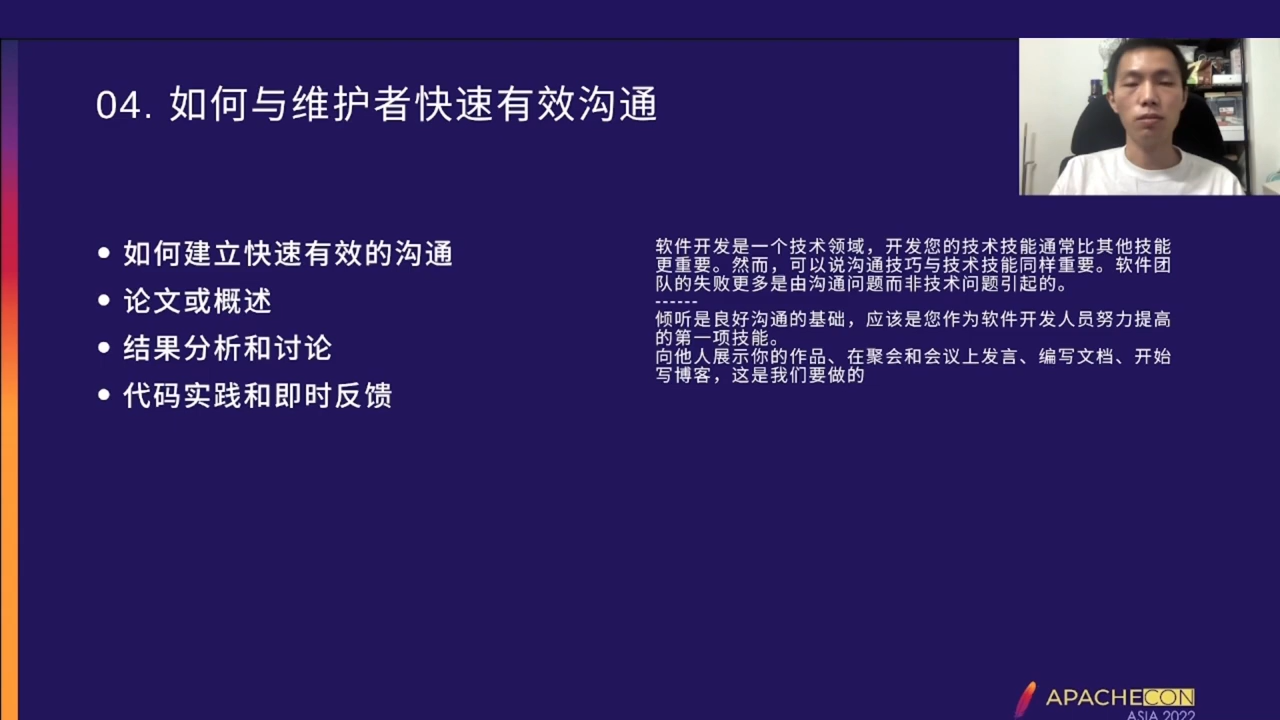 04. 如何与维护者快速有效沟通
• 如何建立快速有效的沟通
• 论文或概述
• 结果分析和讨论
• 代码实践和即时反馈
软件开发是一个技术领域，开发您的技术技能通常比其他技能
更重要。然而，可以说沟通技巧与技术技能同样重要。软件团
队的失败更多是由沟通问题而非技术问题引起的。
------
倾听是良好沟通的基础，应该是您作为软件开发人员努力提高
的第一项技能。
向他人展示你的作品、在聚会和会议上发言、编写文档、开始
写博客，这是我们要做的
APACHECON
ASIA 2022